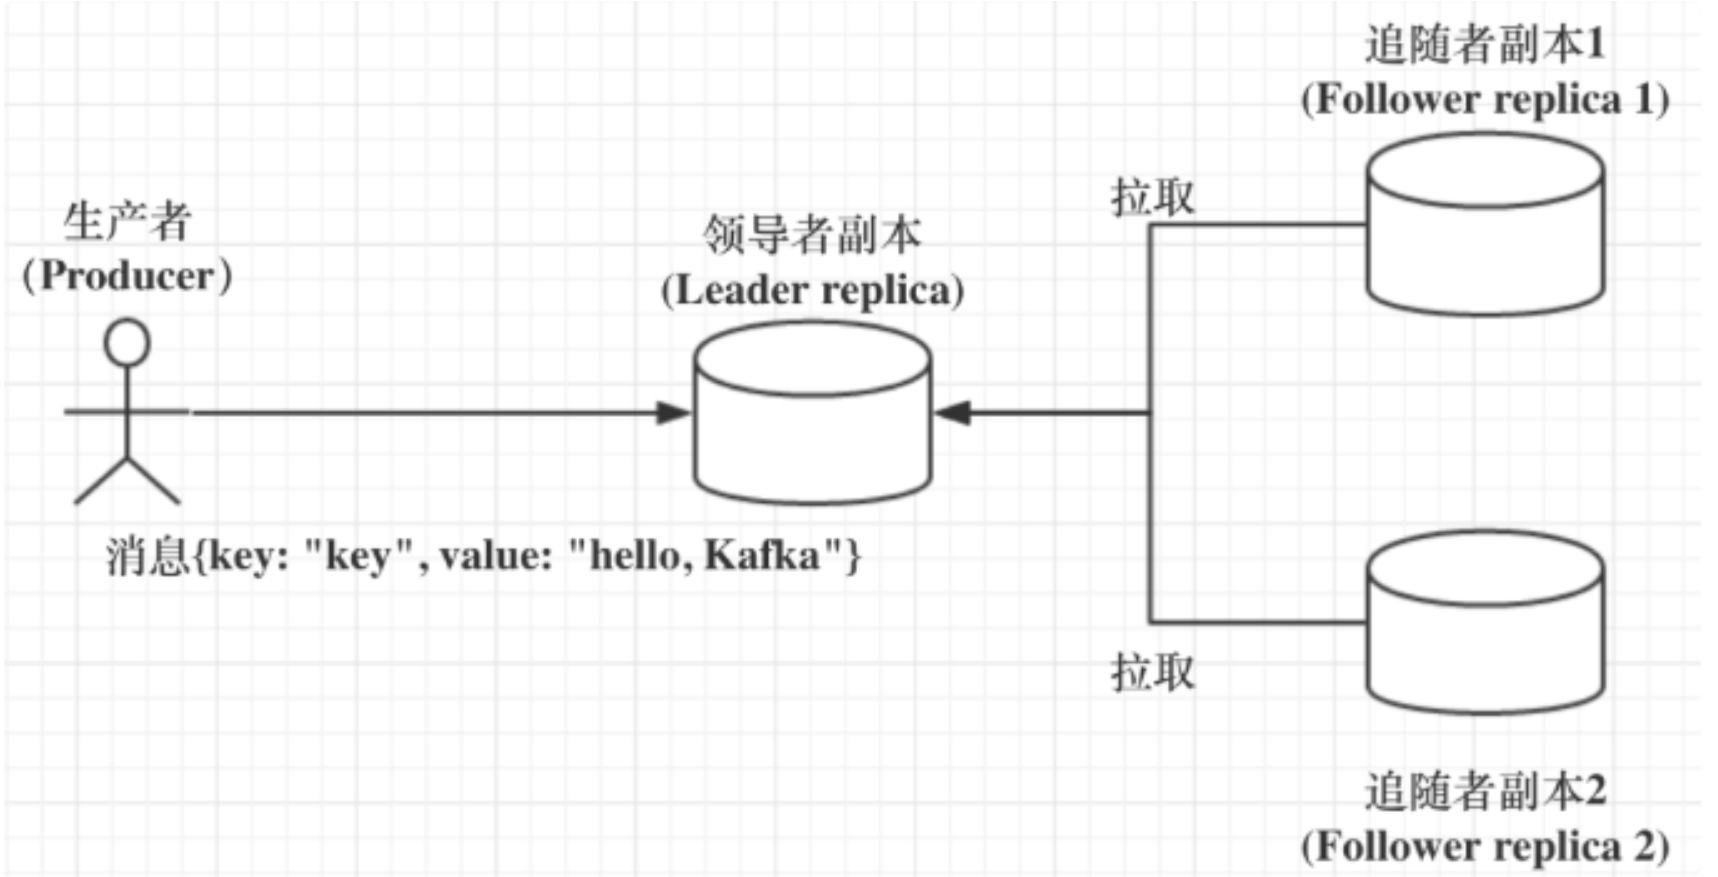 追随者副本1
(Follower replica 1)
拉取
生产者
(Producer)
领导者副本
(Leader replica)
消息{key: "key", value: "hello, Kafka"}
拉取
追随者副本2
(Follower replica 2)